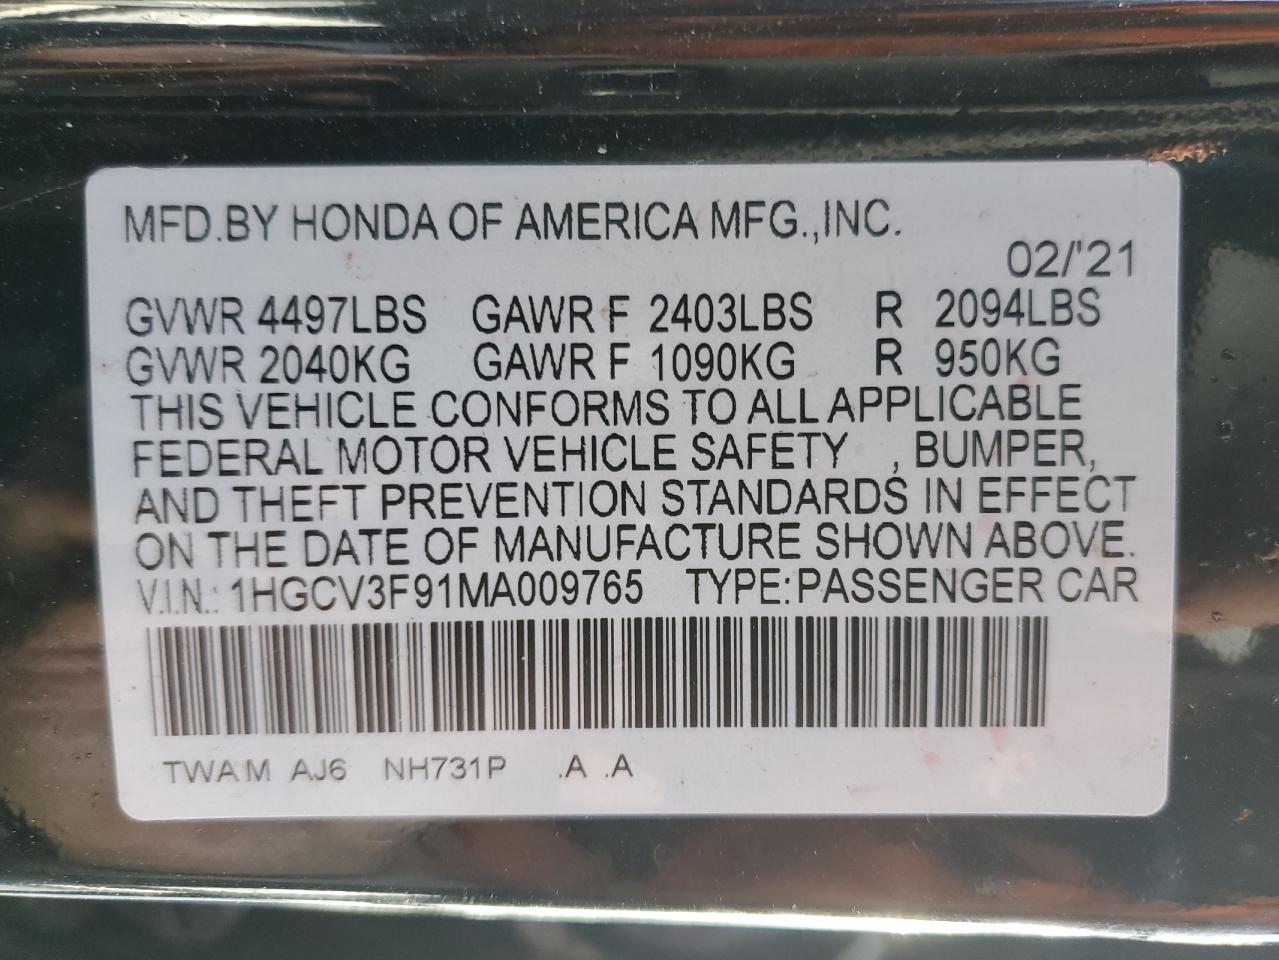 MFD.BY HONDA OF AMERICA MFG.,INC.
02/'21
GVWR 4497LBS GAWR F 2403LBS R 2094LBS
GVWR 2040KG GAWR F 1090KG R 950KG
THIS VEHICLE CONFORMS TO ALL APPLICABLE
FEDERAL MOTOR VEHICLE SAFETY , BUMPER,
AND THEFT PREVENTION STANDARDS IN EFFECT
ON THE DATE OF MANUFACTURE SHOWN ABOVE.
V.I.N.: 1HGCV3F91MA009765 TYPE:PASSENGER CAR
TWAM AJ6 NH731P .A .A